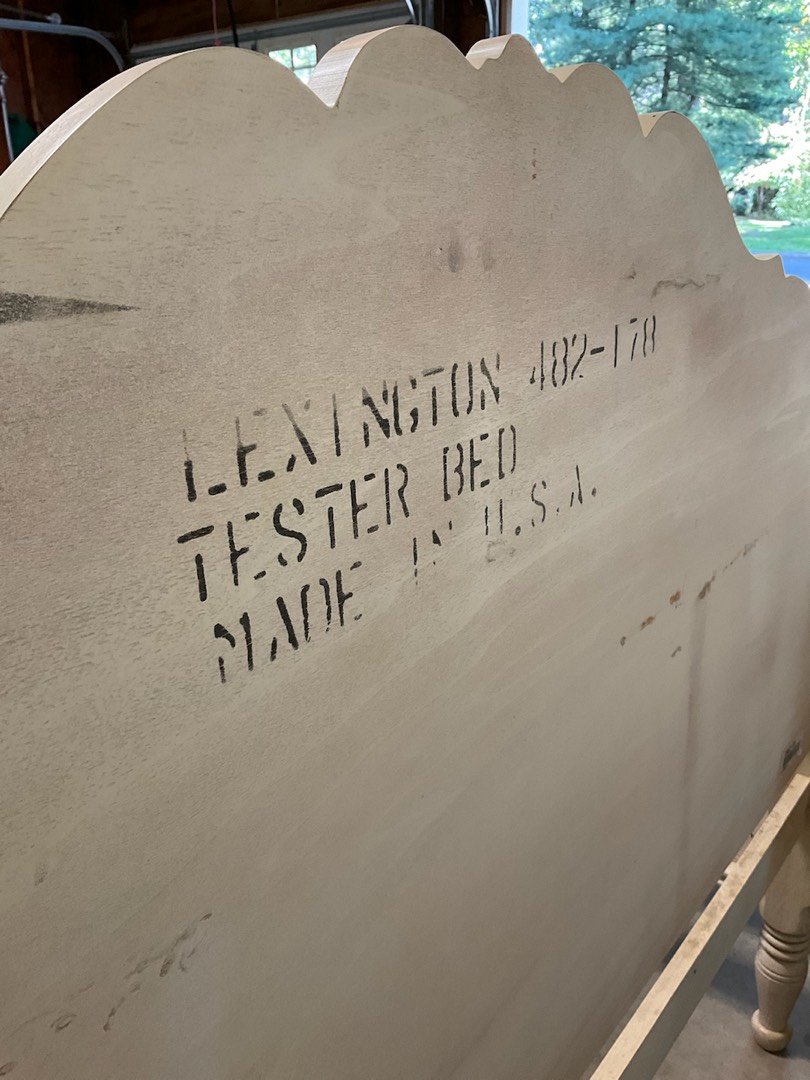 LEXINGTON 482-178
TESTER BED
MADE IN U.S.A.